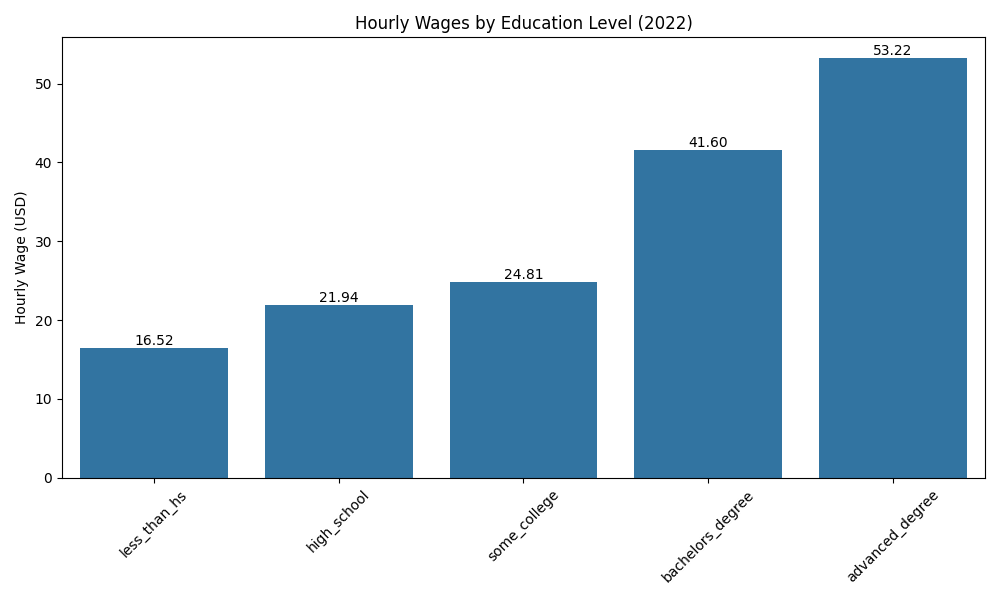 Hourly Wages by Education Level (2022)
Hourly Wage (USD)
50
40
30
20
10
0
16.52
21.94
24.81
41.60
53.22
less_than_hs
high_school
some_college
bachelors_degree
advanced_degree